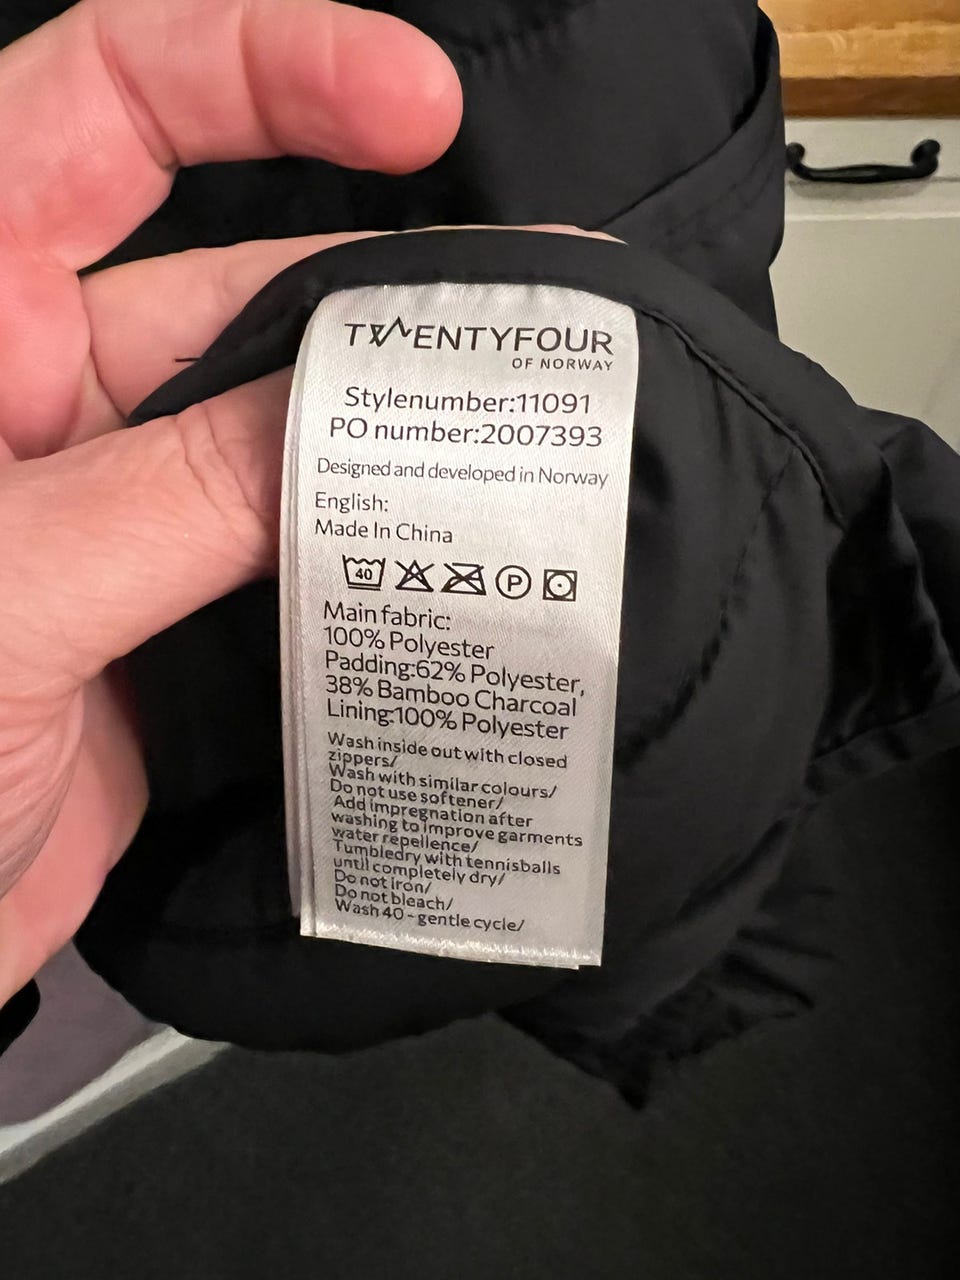 TWENTYFOUR
OF NORWAY
Stylenumber:11091
PO number:2007393
Designed and developed in Norway
English:
Made In China
40 P
Main fabric:
100% Polyester
Padding:62% Polyester,
38% Bamboo Charcoal
Lining:100% Polyester
Wash inside out with closed
zippers/
Wash with similar colours/
Do not use softener/
Add impregnation after
washing to improve garments
water repellence/
Tumbledry with tennisballs
until completely dry/
Do not iron/
Do not bleach/
Wash 40 - gentle cycle/